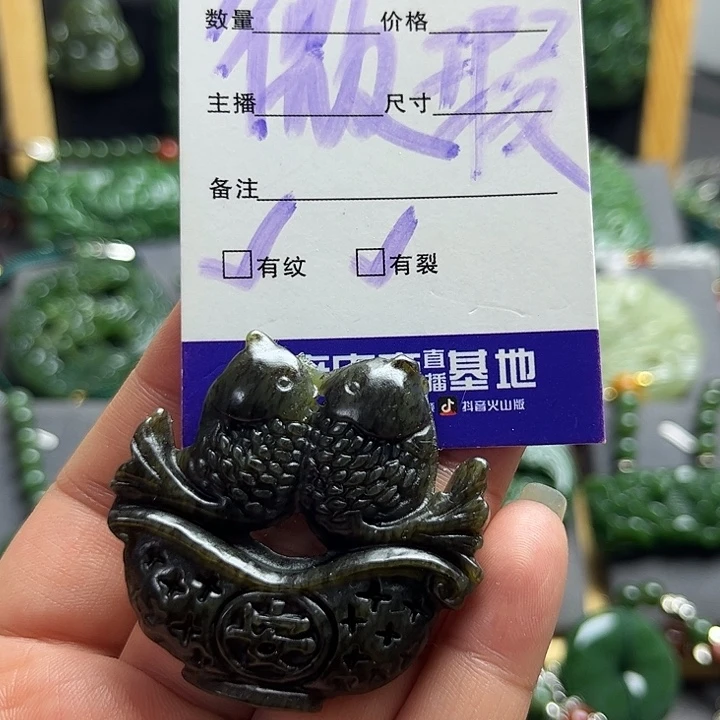 数量 价格
微瑕
主播 尺寸
备注
有纹 有裂
直播基地
抖音火山版